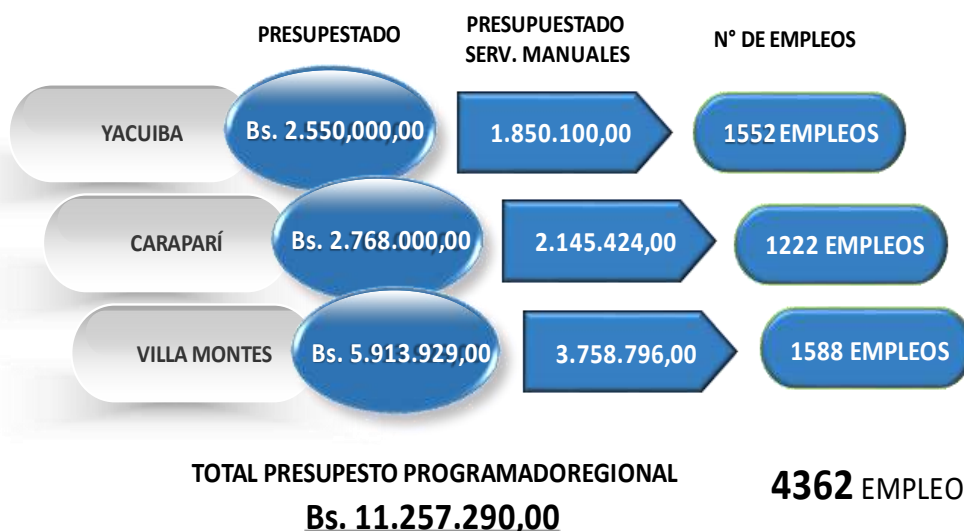 PRESUPESTADO
PRESUPUESTADO
SERV. MANUALES
N° DE EMPLEOS
YACUIBA
Bs. 2.550,000,00
1.850.100,00
1552 EMPLEOS
CARAPARÍ
Bs. 2.768.000,00
2.145.424,00
1222 EMPLEOS
VILLA MONTES
Bs. 5.913.929,00
3.758.796,00
1588 EMPLEOS
TOTAL PRESUPESTO PROGRAMADOREGIONAL
Bs. 11.257.290,00
4362 EMPLEO